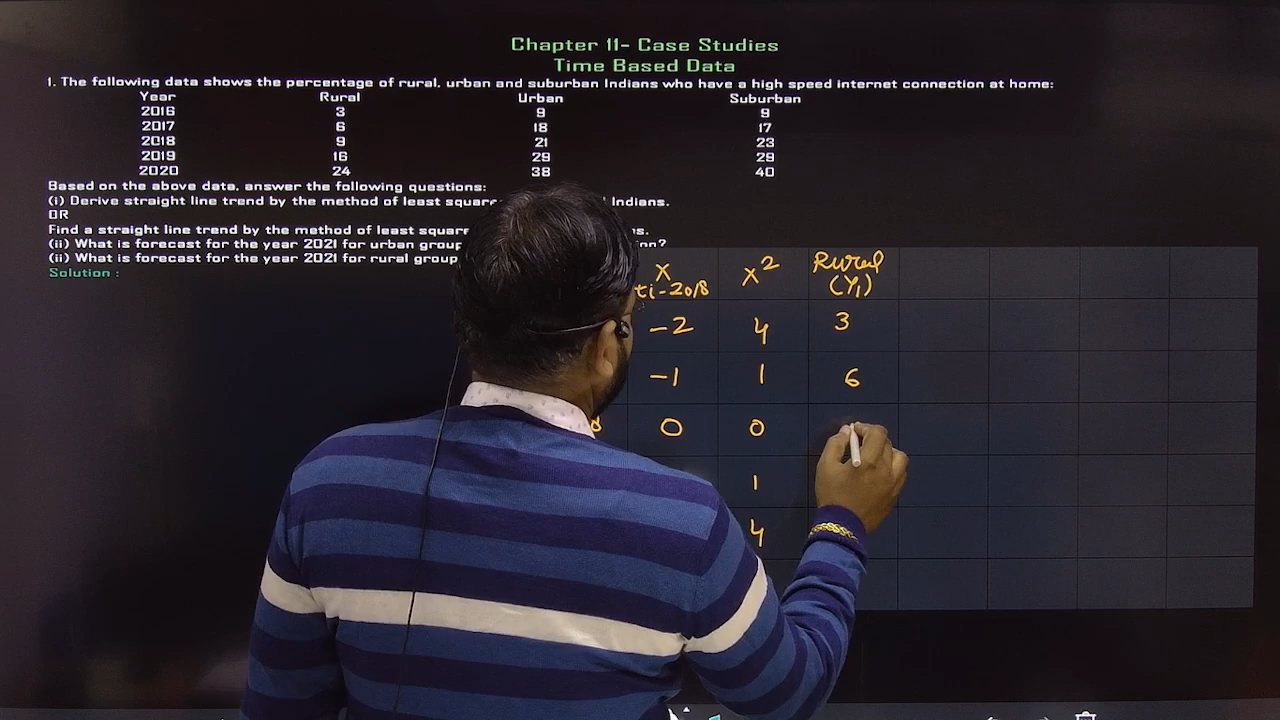 Chapter 11- Case Studies
Time Based Data
1. The following data shows the percentage of rural, urban and suburban Indians who have a high speed internet connection at home:
Year Rural Urban Suburban
2016 3 9 9
2017 6 18 17
2018 9 21 23
2019 16 29 29
2020 24 38 40
Based on the above data, answer the following questions:
(i) Derive straight line trend by the method of least Indians.
OR
Find a straight line trend by the method of least
(ii) What is forecast for the year 2021 for urban
(ii) What is forecast for the year 2021 for rural group
Solution :
X X² Rural
ti-2018 (Y₁)
-2 4 3
-1 1 6
0 0
1
4